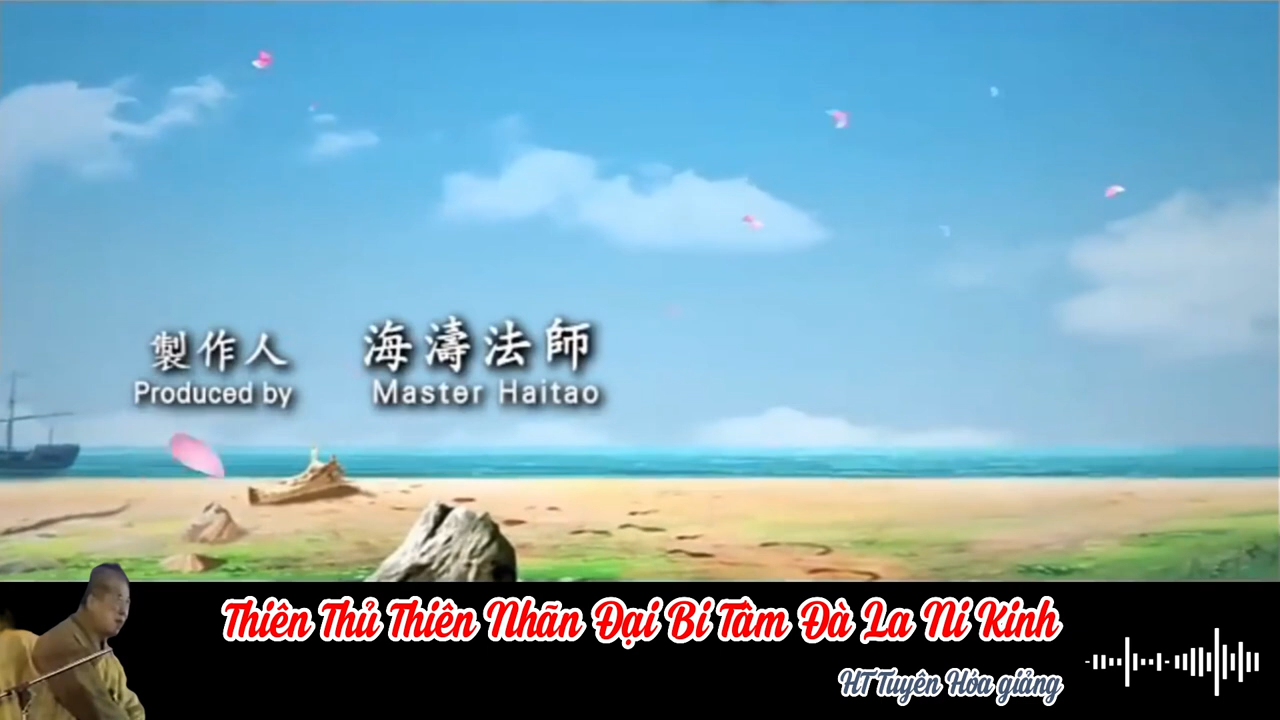 製作人 海濤法師
Produced by Master Haitao
Thiên Thủ Thiên Nhãn Đại Bi Tâm Đà La Ni Kinh
HT Tuyên Hóa giảng